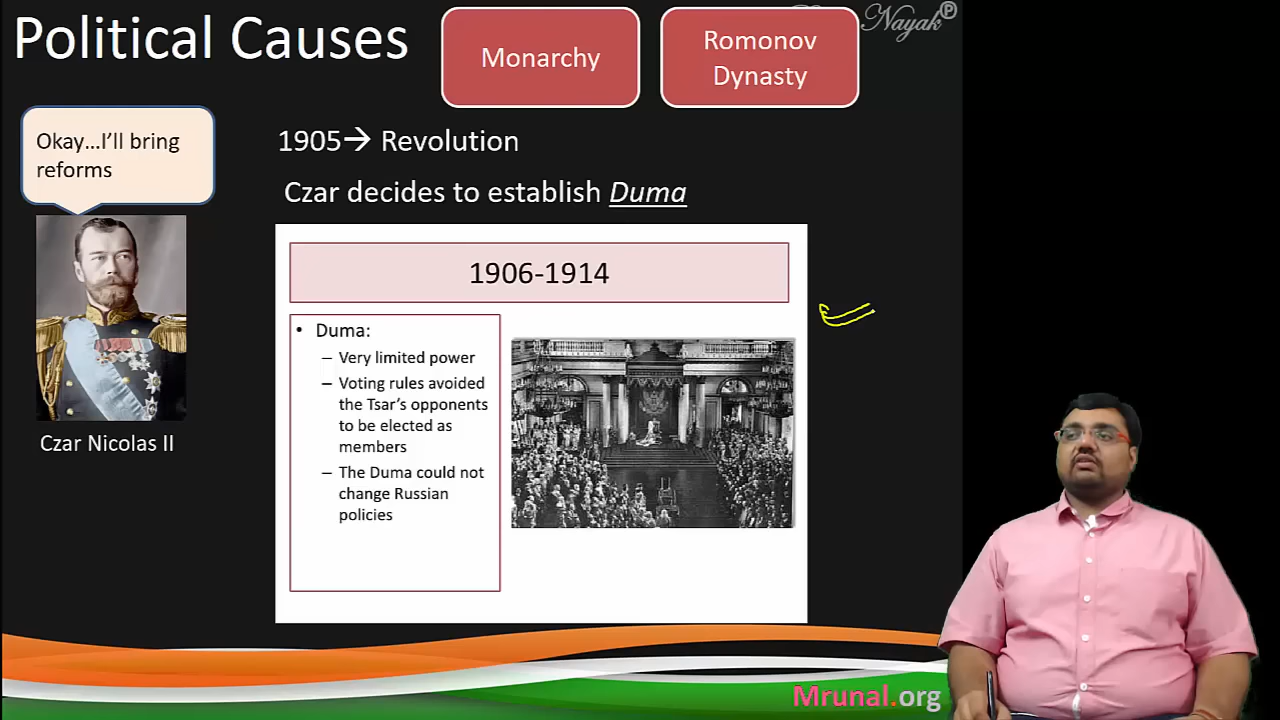 Political Causes
Monarchy
Romonov
Dynasty
Nayak ℗
Okay...I'll bring
reforms
1905→ Revolution
Czar decides to establish Duma
1906-1914
• Duma:
– Very limited power
– Voting rules avoided
the Tsar's opponents
to be elected as
members
– The Duma could not
change Russian
policies
Czar Nicolas II
Mrunal.org